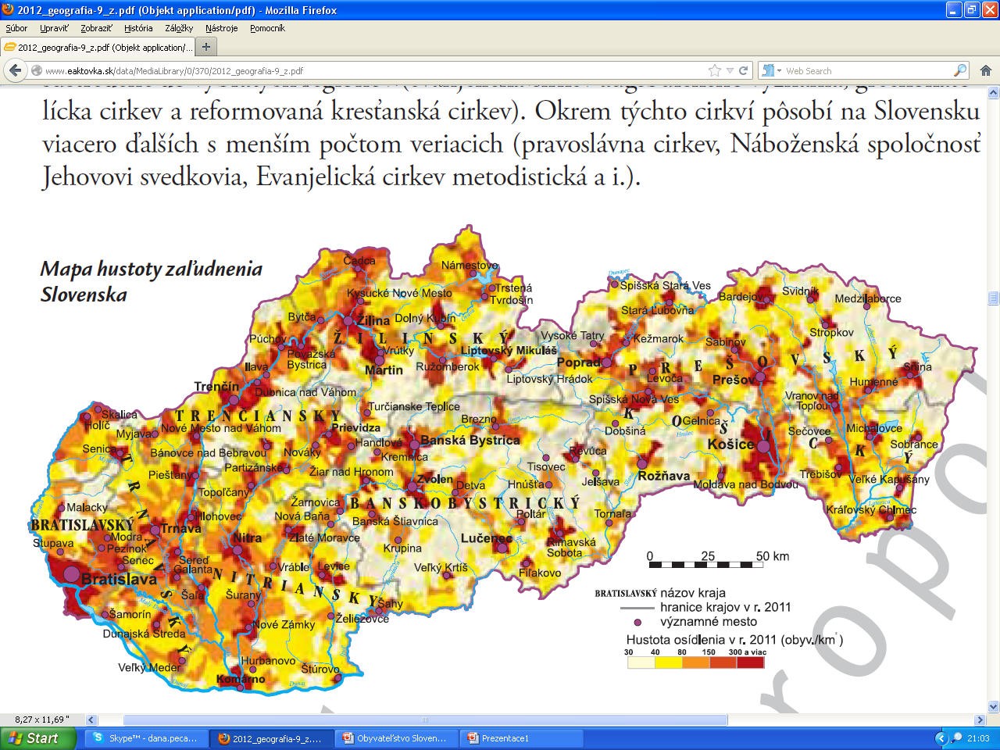 2012_geografia-9_z.pdf (Objekt application/pdf) - Mozilla Firefox
Súbor Upraviť Zobraziť História Záložky Nástroje Pomocník
2012_geografia-9_z.pdf (Objekt application/...
www.eaktovka.sk/data/MediaLibrary/0/370/2012_geografia-9_z.pdf
Web Search
lícka cirkev a reformovaná kresťanská cirkev). Okrem týchto cirkví pôsobí na Slovensku
viacero ďalších s menším počtom veriacich (pravoslávna cirkev, Náboženská spoločnosť
Jehovovi svedkovia, Evanjelická cirkev metodistická a i.).
Mapa hustoty zaľudnenia
Slovenska
Čadca
Námestovo
Trstená
Tvrdošín
Kysucké Nové Mesto
Bytča
Žilina
Dolný Kubín
ŽILINSKÝ
Púchov
Považská
Bystrica
Vrútky
Martin
Ružomberok
Liptovský Mikuláš
Liptovský Hrádok
Dunajec
Spišská Stará Ves
Stará Ľubovňa
Bardejov
Svidník
Medzilaborce
Stropkov
Vysoké Tatry
Kežmarok
Sabinov
Poprad
PREŠOVSKÝ
Levoča
Prešov
Snina
Humenné
Ilava
Trenčín
Dubnica nad Váhom
Spišská Nová Ves
Vranov nad
Topľou
Skalica
Holíč
TRENČIANSKY
Turčianske Teplice
Brezno
KOŠICKÝ
Gelnica
Dobšiná
Hnilec
Sečovce
Michalovce
Sobrance
Myjava
Nové Mesto nad Váhom
Prievidza
Handlová
Banská Bystrica
Košice
Senica
Bánovce nad Bebravou
Nováky
Kremnica
Revúca
Tisovec
Rožňava
Trebišov
Veľké Kapušany
Partizánske
Piešťany
Žiar nad Hronom
Zvolen
Detva
Hnúšťa
Jelšava
Moldava nad Bodvou
TRNAVSKÝ
Topoľčany
Žarnovica
BANSKOBYSTRICKÝ
Kráľovský Chlmec
Malacky
Hlohovec
Nová Baňa
Banská Štiavnica
Poltár
Tornaľa
BRATISLAVSKÝ
Trnava
Stupava
Modra
Pezinok
Nitra
Zlaté Moravce
Krupina
Lučenec
Rimavská
Sobota
Senec
Sereď
Galanta
Vráble
Levice
Veľký Krtíš
Fiľakovo
Bratislava
NITRIANSKY
Šaľa
Šurany
Šahy
Šamorín
Želiezovce
Dunajská Streda
Nové Zámky
Veľký Meder
Hurbanovo
Štúrovo
Komárno
Dunaj
Dunaj
0 25 50 km
BRATISLAVSKÝ názov kraja
hranice krajov v r. 2011
významné mesto
Hustota osídlenia v r. 2011 (obyv./km²)
30 40 80 150 300 a viac
8,27 x 11,69 "
Start
Skype™ - dana.peca...
2012_geografia-9_z....
Obyvateľstvo Sloven...
Prezentace1
21:03